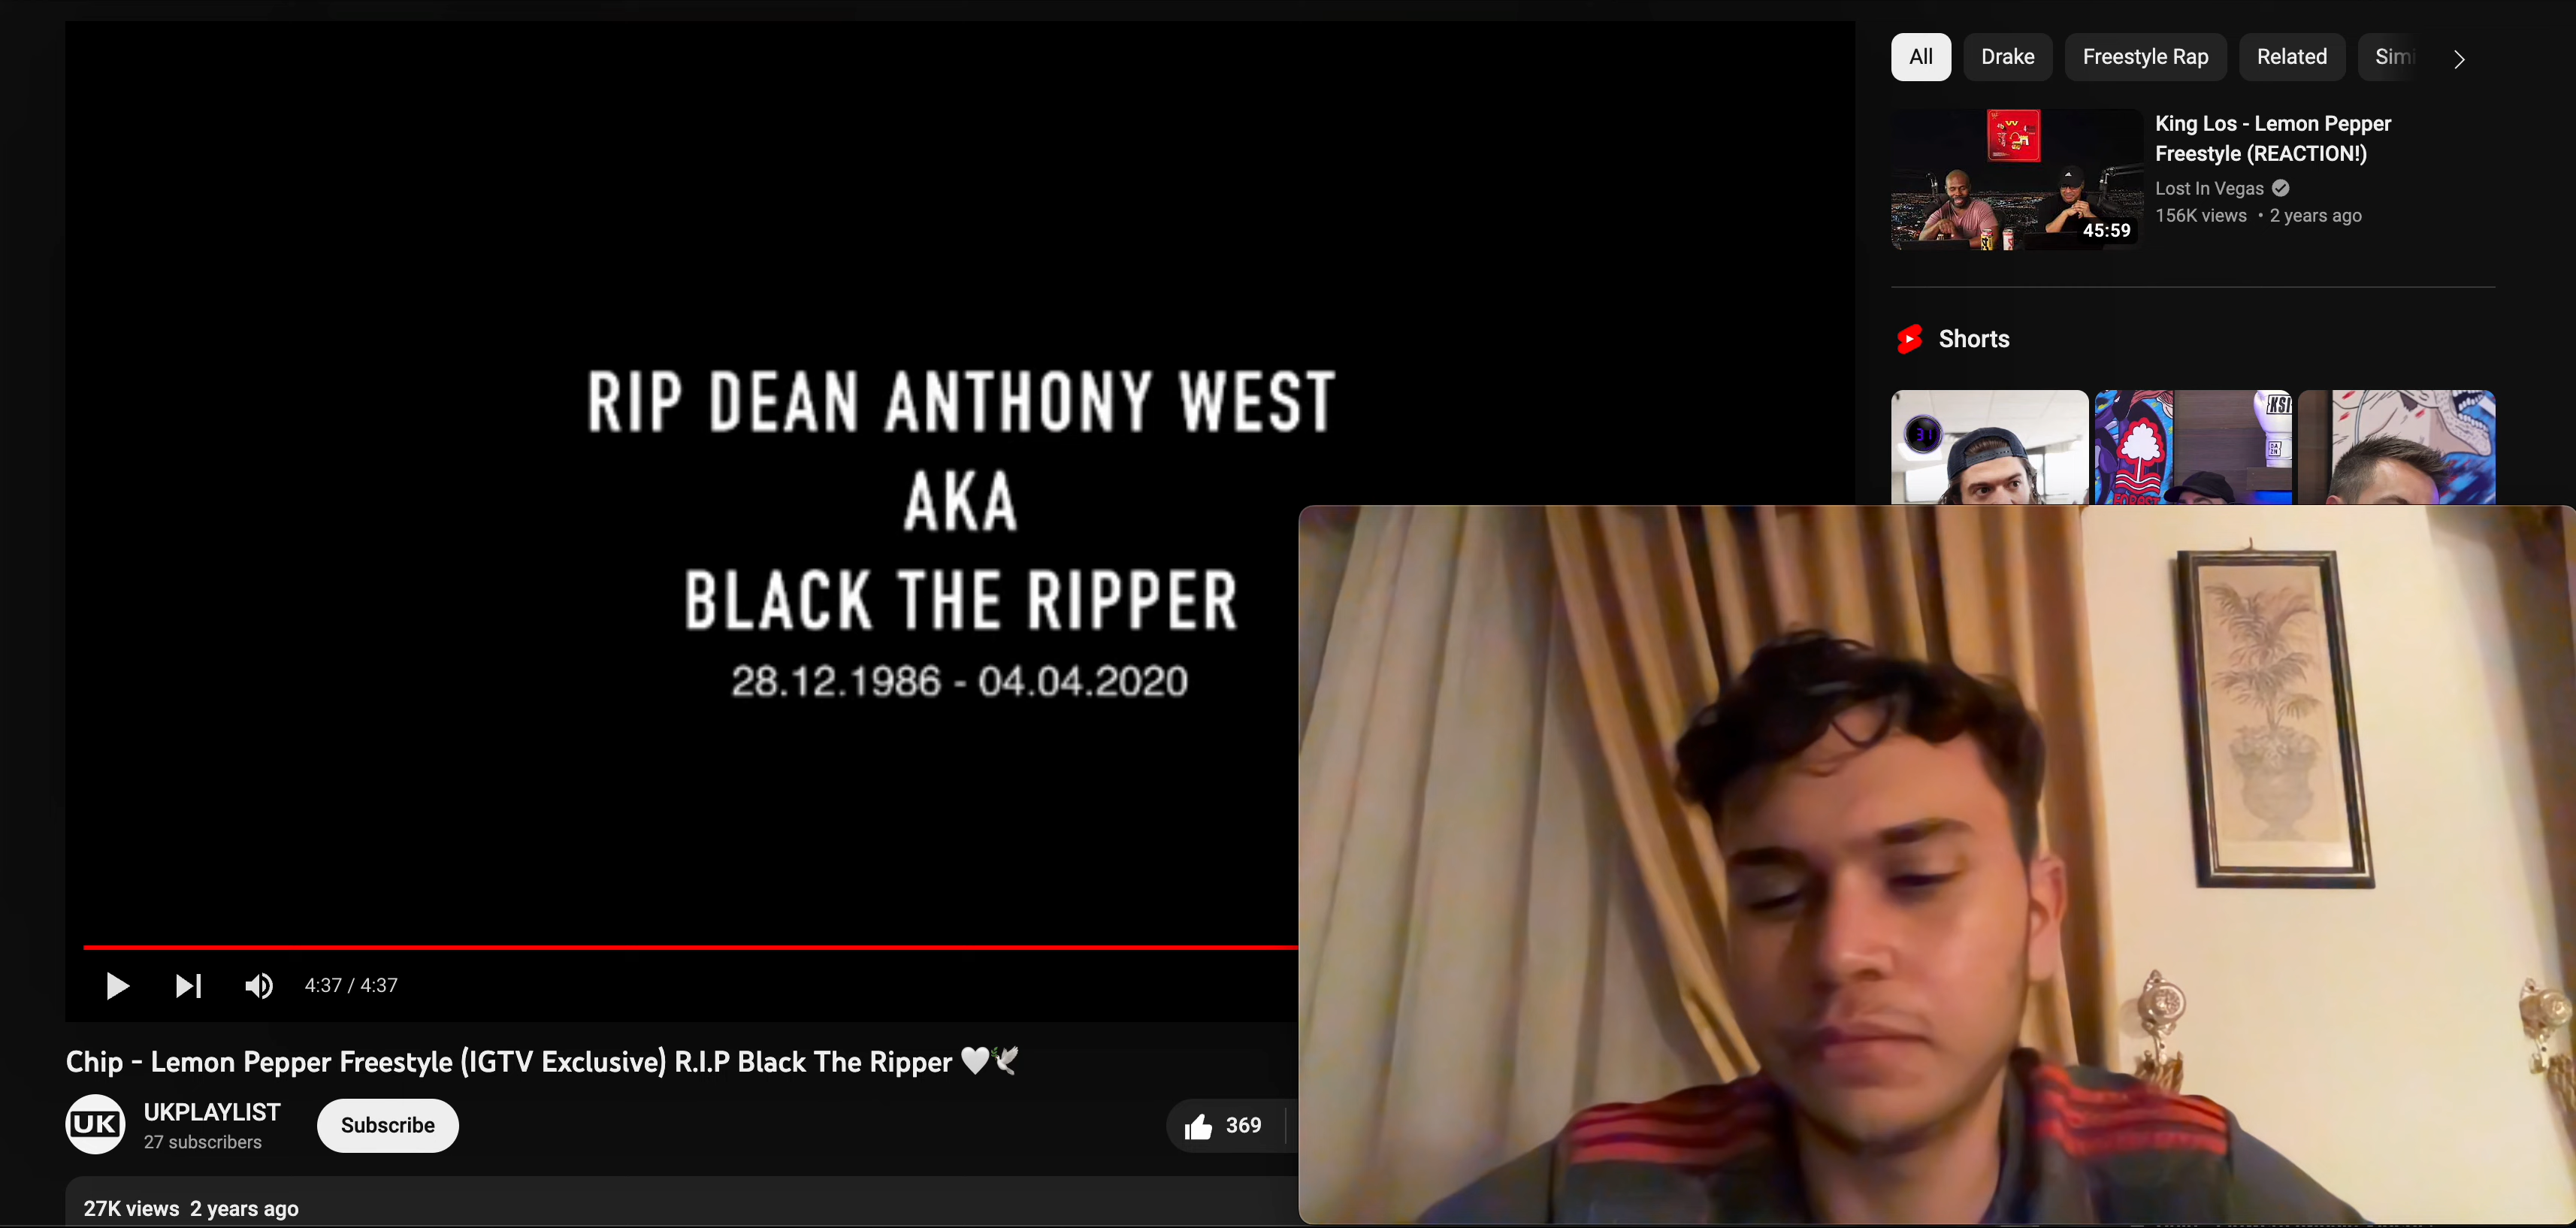 RIP DEAN ANTHONY WEST
AKA
BLACK THE RIPPER
28.12.1986 - 04.04.2020
4:37 / 4:37
Chip - Lemon Pepper Freestyle (IGTV Exclusive) R.I.P Black The Ripper 🤍🕊️
UK
UKPLAYLIST
27 subscribers
Subscribe
369
27K views 2 years ago
All
Drake
Freestyle Rap
Related
45:59
King Los - Lemon Pepper
Freestyle (REACTION!)
Lost In Vegas
156K views • 2 years ago
Shorts
31
KSI